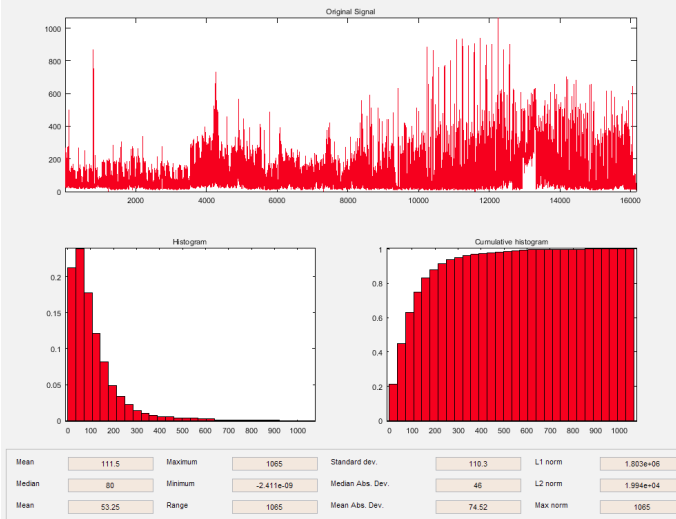 Original Signal
1000
800
600
400
200
0
2000 4000 6000 8000 10000 12000 14000 16000
Histogram
0.2
0.15
0.1
0.05
0
0 100 200 300 400 500 600 700 800 900 1000
Cumulative histogram
1
0.8
0.6
0.4
0.2
0
0 100 200 300 400 500 600 700 800 900 1000
Mean 111.5 Maximum 1065 Standard dev. 110.3 L1 norm 1.803e+06
Median 80 Minimum -2.411e-09 Median Abs. Dev. 46 L2 norm 1.994e+04
Mean 53.25 Range 1065 Mean Abs. Dev. 74.52 Max norm 1065